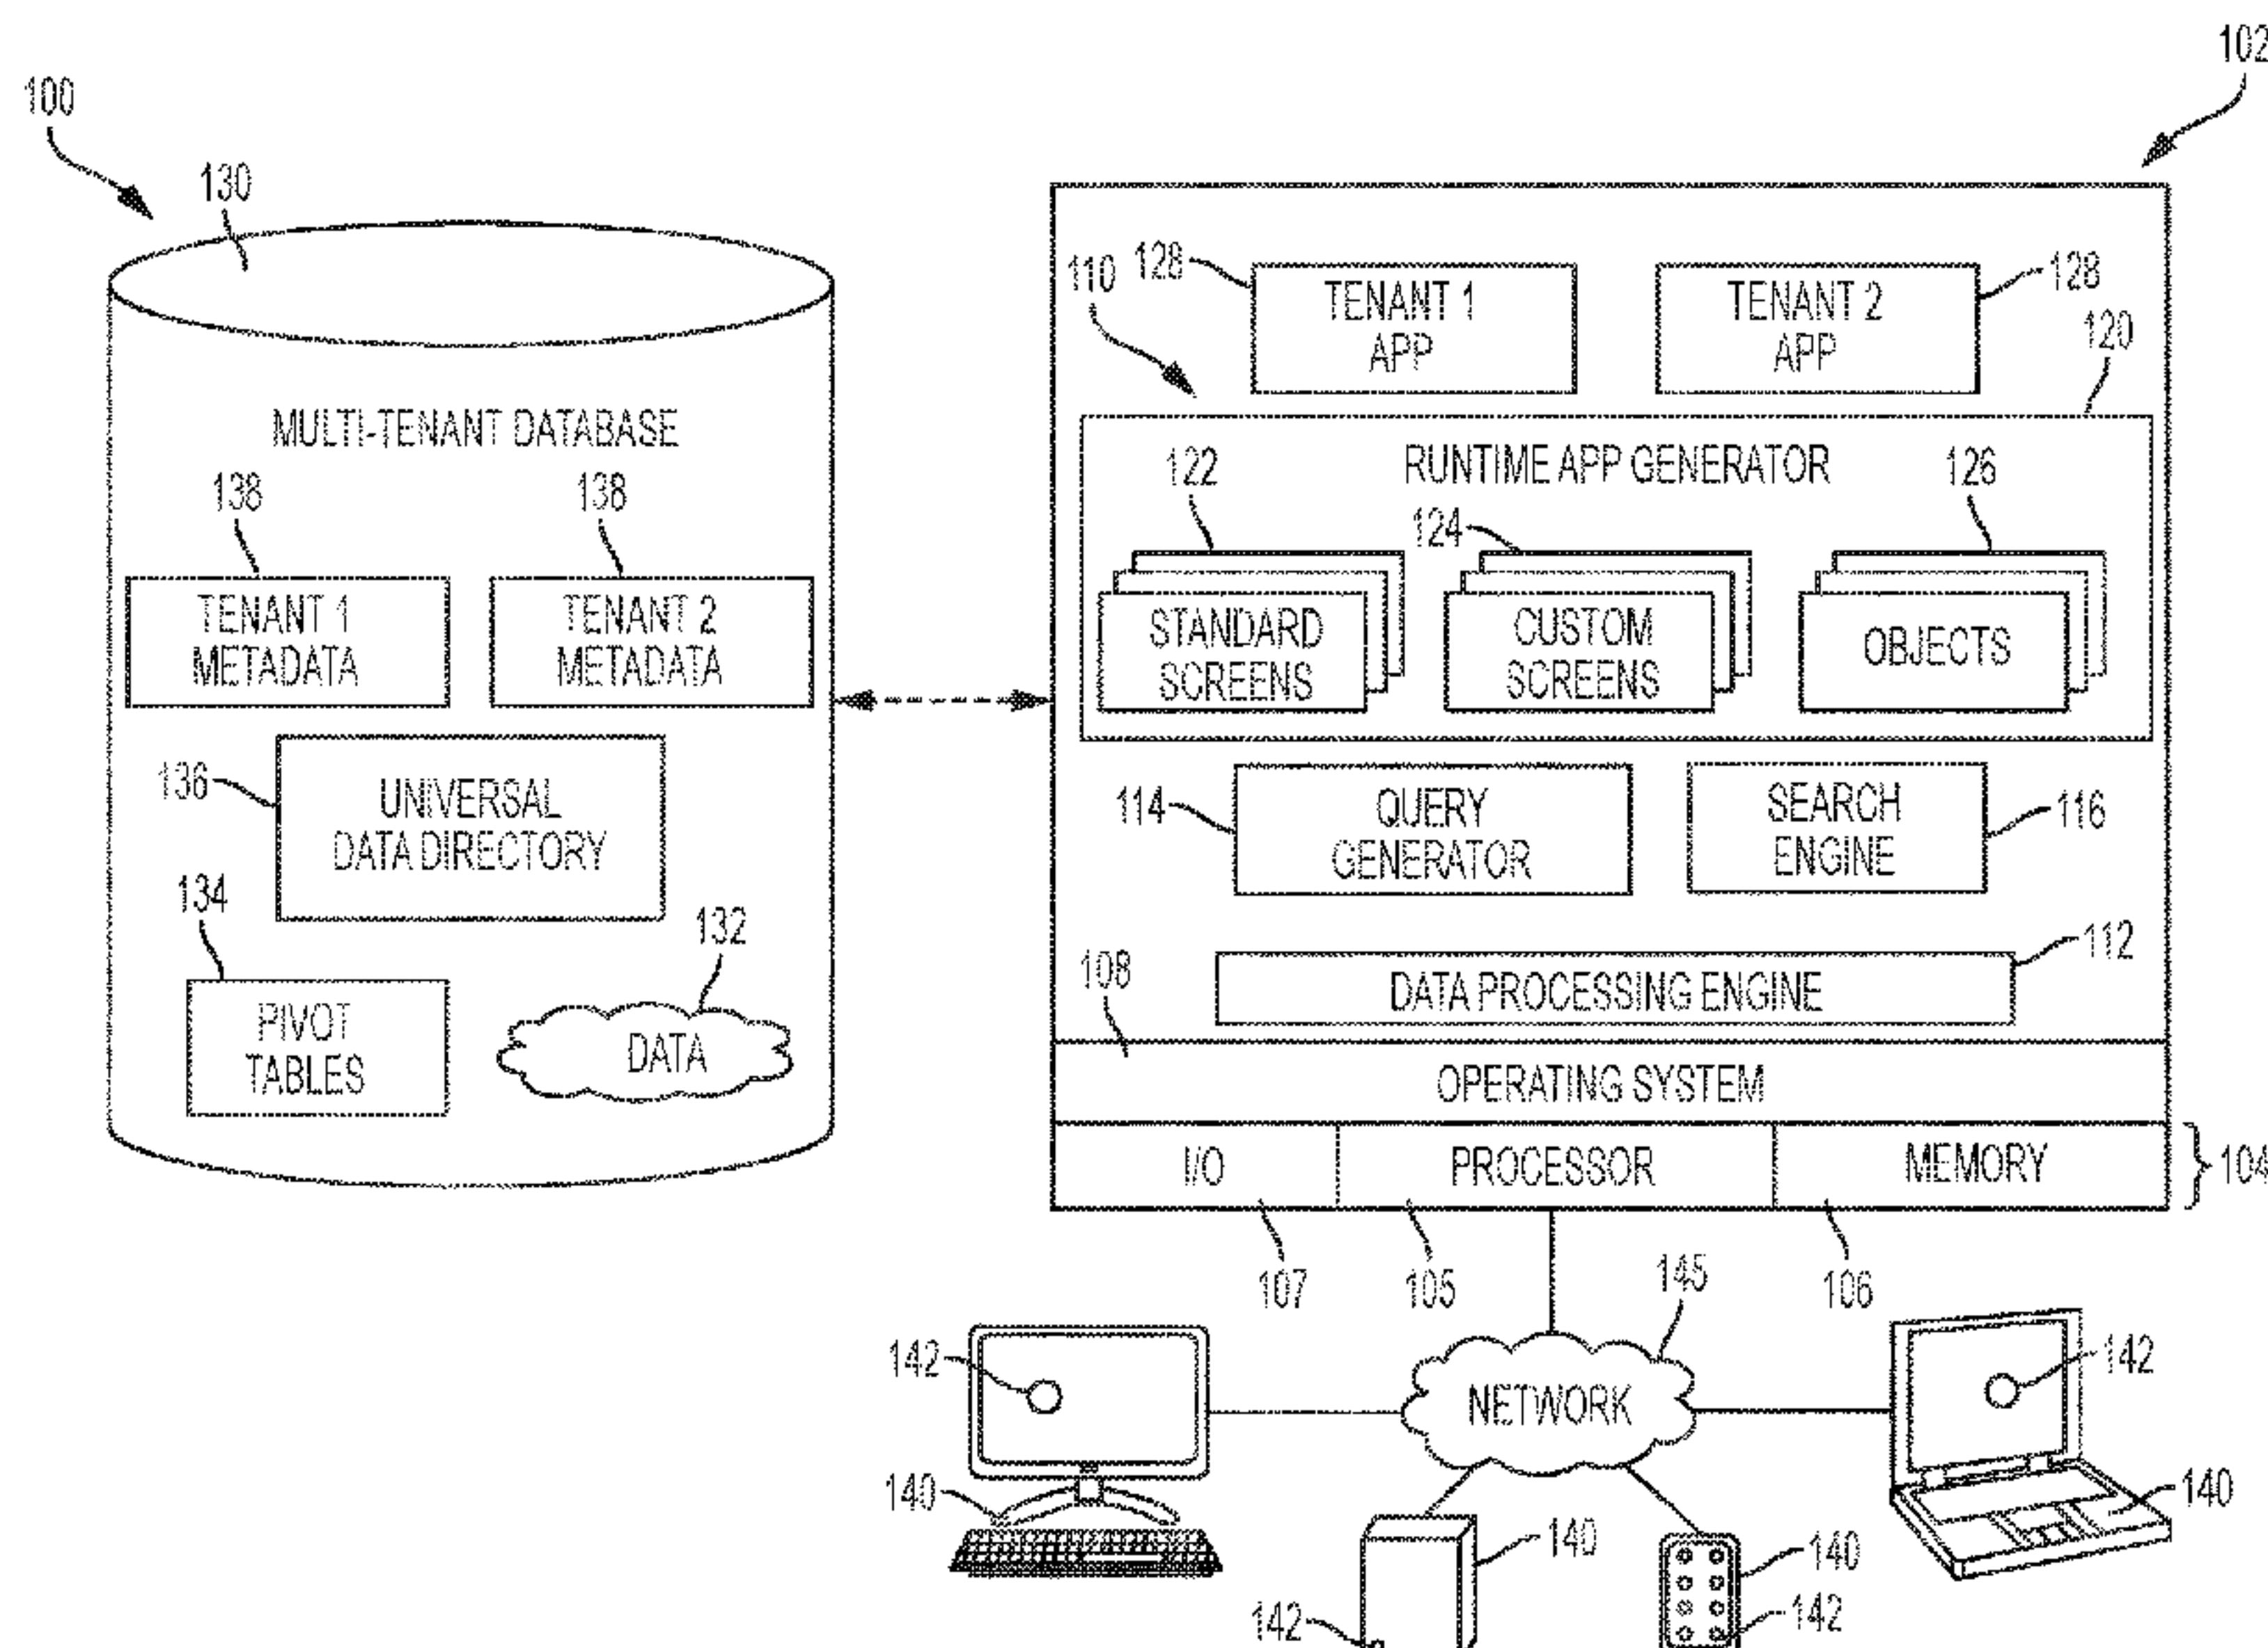 102
100
130
128
TENANT 1
APP
TENANT 2
APP
128
110
120
MULTI-TENANT DATABASE
RUNTIME APP GENERATOR
122
124
126
138
138
TENANT 1
METADATA
TENANT 2
METADATA
STANDARD
SCREENS
CUSTOM
SCREENS
OBJECTS
136
UNIVERSAL
DATA DIRECTORY
114
QUERY
GENERATOR
SEARCH
ENGINE
116
134
132
PIVOT
TABLES
DATA
112
108
DATA PROCESSING ENGINE
OPERATING SYSTEM
I/O
PROCESSOR
MEMORY
104
107
105
106
145
142
NETWORK
142
140
140
140
140
142
142